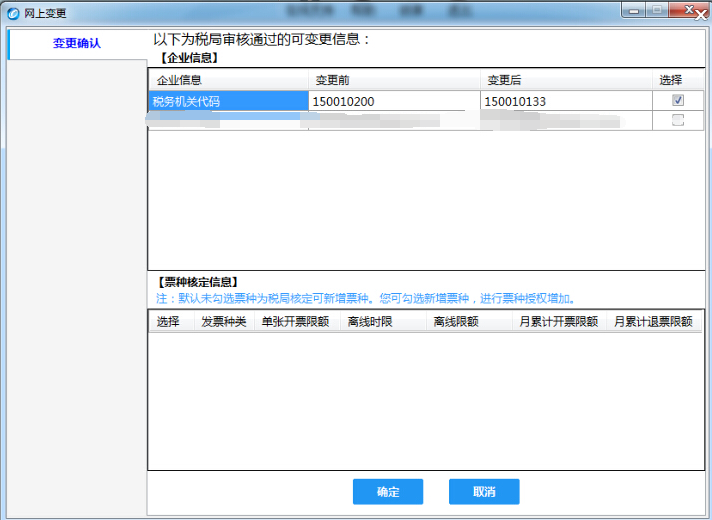 网上变更
变更确认
以下为税局审核通过的可变更信息：
【企业信息】
企业信息 变更前 变更后 选择
税务机关代码 150010200 150010133
【票种核定信息】
注：默认未勾选票种为税局核定可新增票种。您可勾选新增票种，进行票种授权增加。
选择 发票种类 单张开票限额 离线时限 离线限额 月累计开票限额 月累计退票限额
确定 取消